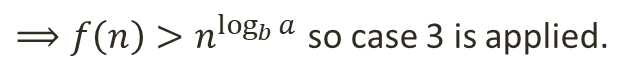 ⟹ f(n) > n^{log_b a} so case 3 is applied.